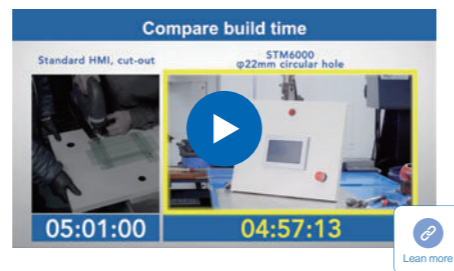 Compare build time
Standard HMI, cut-out
STM6000
φ22mm circular hole
05:01:00
04:57:13
Lean more